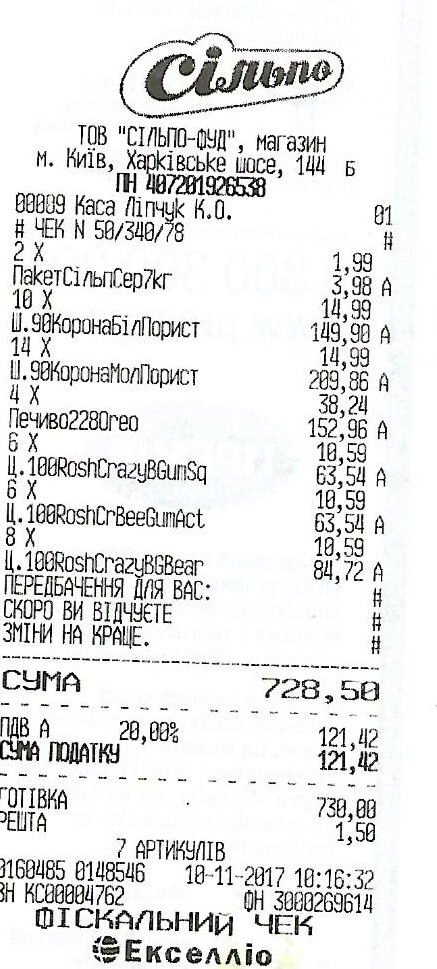 Сільпо
ТОВ "СІЛЬПО-ФУД", магазин
м. Київ, Харківське шосе, 144 Б
ПН 407201926538
00009 Каса Ліпчук К.О. 01
# ЧЕК N 50/340/78 #
2 X 1,99
ПакетСільпСер7кг 3,98 А
10 X 14,99
Ш.90КоронаБілПорист 149,90 А
14 X 14,99
Ш.90КоронаМолПорист 209,86 А
4 X 38,24
Печиво228Oreo 152,96 А
6 X 10,59
Ц.100RoshCrazyBGumSq 63,54 А
6 X 10,59
Ц.100RoshCrBeeGumAct 63,54 А
8 X 10,59
Ц.100RoshCrazyBGBear 84,72 А
ПЕРЕДБАЧЕННЯ ДЛЯ ВАС: #
СКОРО ВИ ВІДЧУЄТЕ #
ЗМІНИ НА КРАЩЕ. #
СУМА 728,50
ПДВ А 20,00% 121,42
СУМА ПОДАТКУ 121,42
ГОТІВКА 730,00
РЕШТА 1,50
7 АРТИКУЛІВ
0160485 0148546 10-11-2017 10:16:32
ЗН КС00004762 ФН 3000269614
ФІСКАЛЬНИЙ ЧЕК
Екселліо